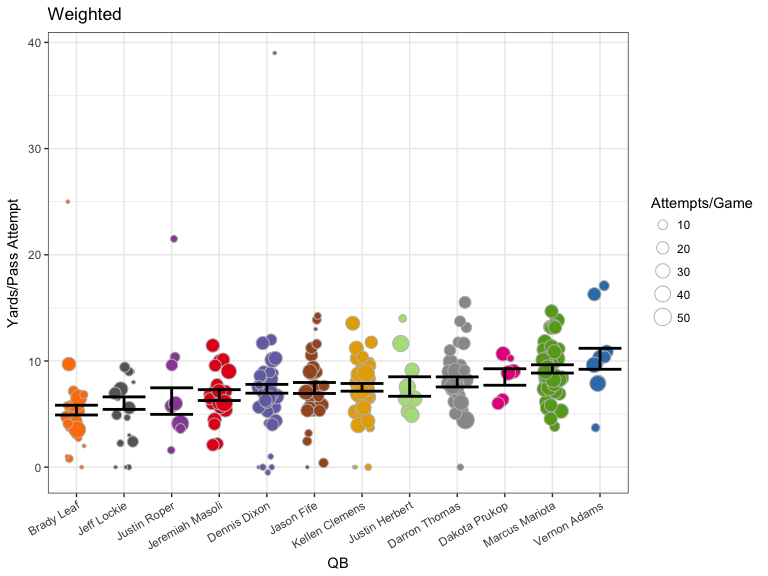 Weighted
40
30
20
10
0
Yards/Pass Attempt
Brady Leaf
Jeff Lockie
Justin Roper
Jeremiah Masoli
Dennis Dixon
Jason Fife
Kellen Clemens
Justin Herbert
Darron Thomas
Dakota Prukop
Marcus Mariota
Vernon Adams
QB
Attempts/Game
10
20
30
40
50